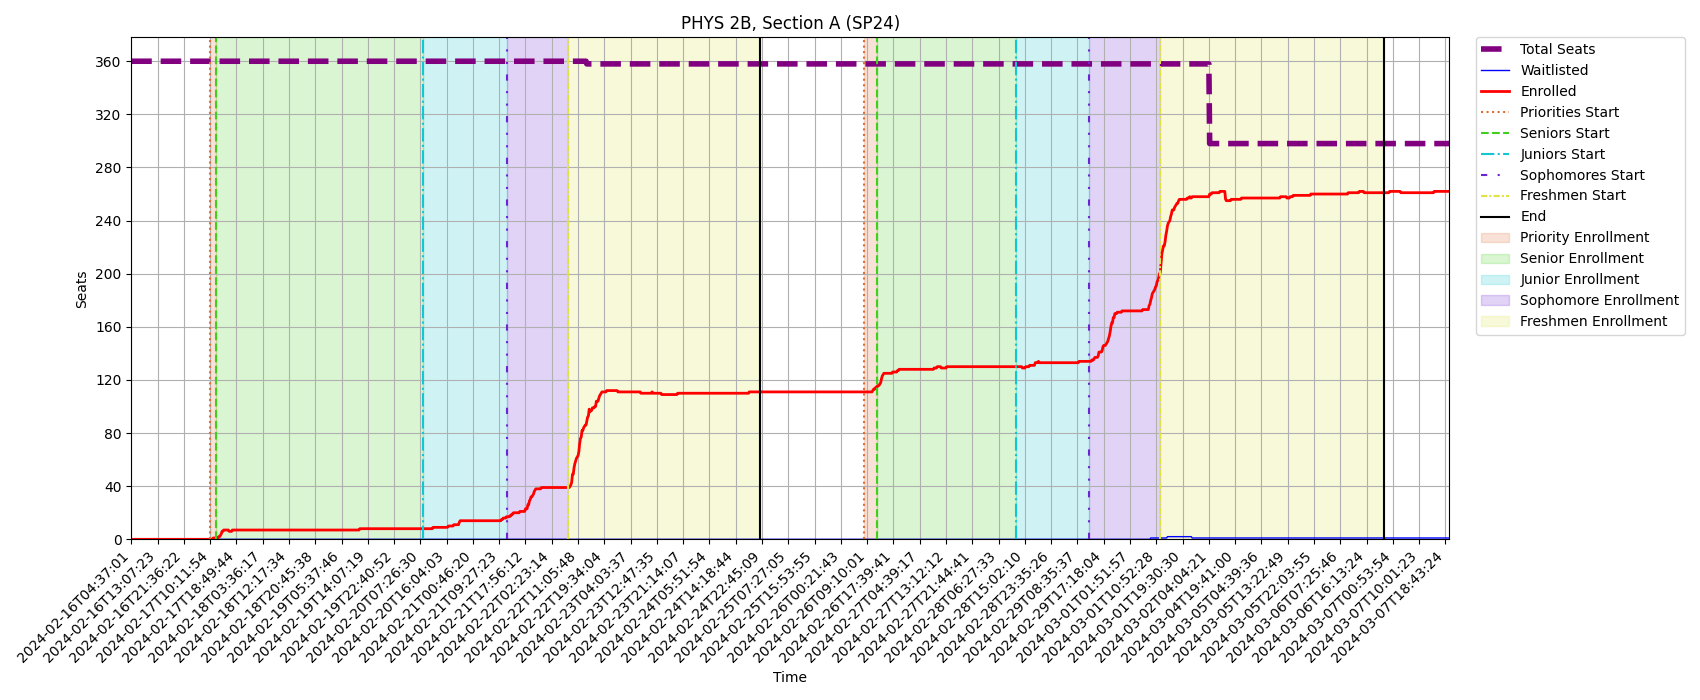 PHYS 2B, Section A (SP24)
Seats
360
320
280
240
200
160
120
80
40
0
2024-02-16T04:37:01
2024-02-16T13:07:23
2024-02-16T21:36:22
2024-02-17T10:11:54
2024-02-17T18:49:44
2024-02-18T03:36:17
2024-02-18T12:17:34
2024-02-18T20:45:38
2024-02-19T05:37:46
2024-02-19T14:07:19
2024-02-19T22:40:52
2024-02-20T07:26:30
2024-02-20T16:04:03
2024-02-21T00:46:20
2024-02-21T09:27:23
2024-02-21T17:56:12
2024-02-22T02:23:14
2024-02-22T11:05:48
2024-02-22T19:34:04
2024-02-23T04:03:37
2024-02-23T12:47:35
2024-02-23T21:14:07
2024-02-24T05:51:54
2024-02-24T14:18:44
2024-02-24T22:45:09
2024-02-25T07:27:05
2024-02-25T15:53:55
2024-02-26T00:21:43
2024-02-26T09:10:01
2024-02-26T17:39:41
2024-02-27T04:39:17
2024-02-27T13:12:12
2024-02-27T21:44:41
2024-02-28T06:27:33
2024-02-28T15:02:10
2024-02-28T23:35:26
2024-02-29T08:35:37
2024-02-29T17:18:04
2024-03-01T01:51:57
2024-03-01T10:52:28
2024-03-01T19:30:30
2024-03-02T04:04:21
2024-03-04T19:41:00
2024-03-05T04:39:36
2024-03-05T13:22:49
2024-03-05T22:03:55
2024-03-06T07:25:46
2024-03-06T16:13:24
2024-03-07T00:53:54
2024-03-07T10:01:23
2024-03-07T18:43:24
Time
Total Seats
Waitlisted
Enrolled
Priorities Start
Seniors Start
Juniors Start
Sophomores Start
Freshmen Start
End
Priority Enrollment
Senior Enrollment
Junior Enrollment
Sophomore Enrollment
Freshmen Enrollment